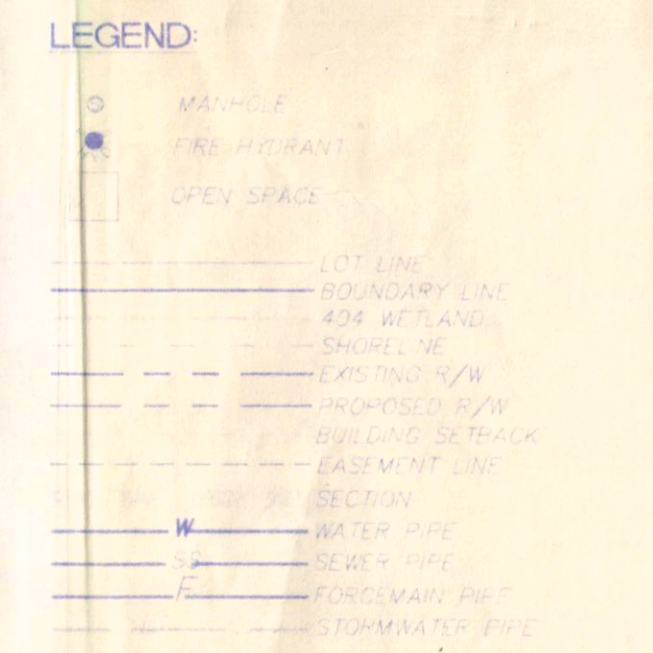 LEGEND:
MANHOLE
FIRE HYDRANT
OPEN SPACE
LOT LINE
BOUNDARY LINE
404 WETLAND
SHORELINE
EXISTING R/W
PROPOSED R/W
BUILDING SETBACK
EASEMENT LINE
SECTION
W WATER PIPE
SS SEWER PIPE
F FORCEMAIN PIPE
STORMWATER PIPE